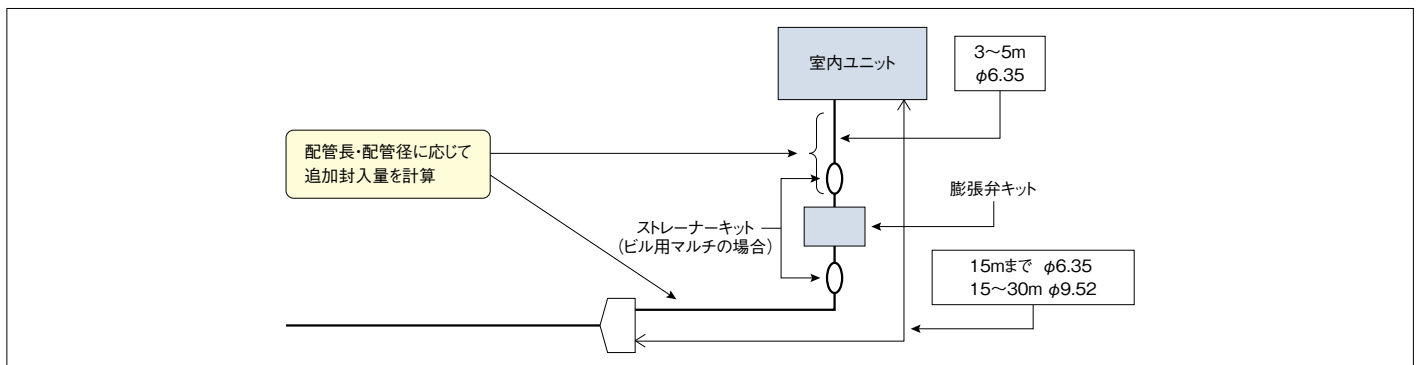 室内ユニット
3〜5m
φ6.35
配管長・配管径に応じて
追加封入量を計算
膨張弁キット
ストレーナーキット
(ビル用マルチの場合)
15mまで φ6.35
15〜30m φ9.52